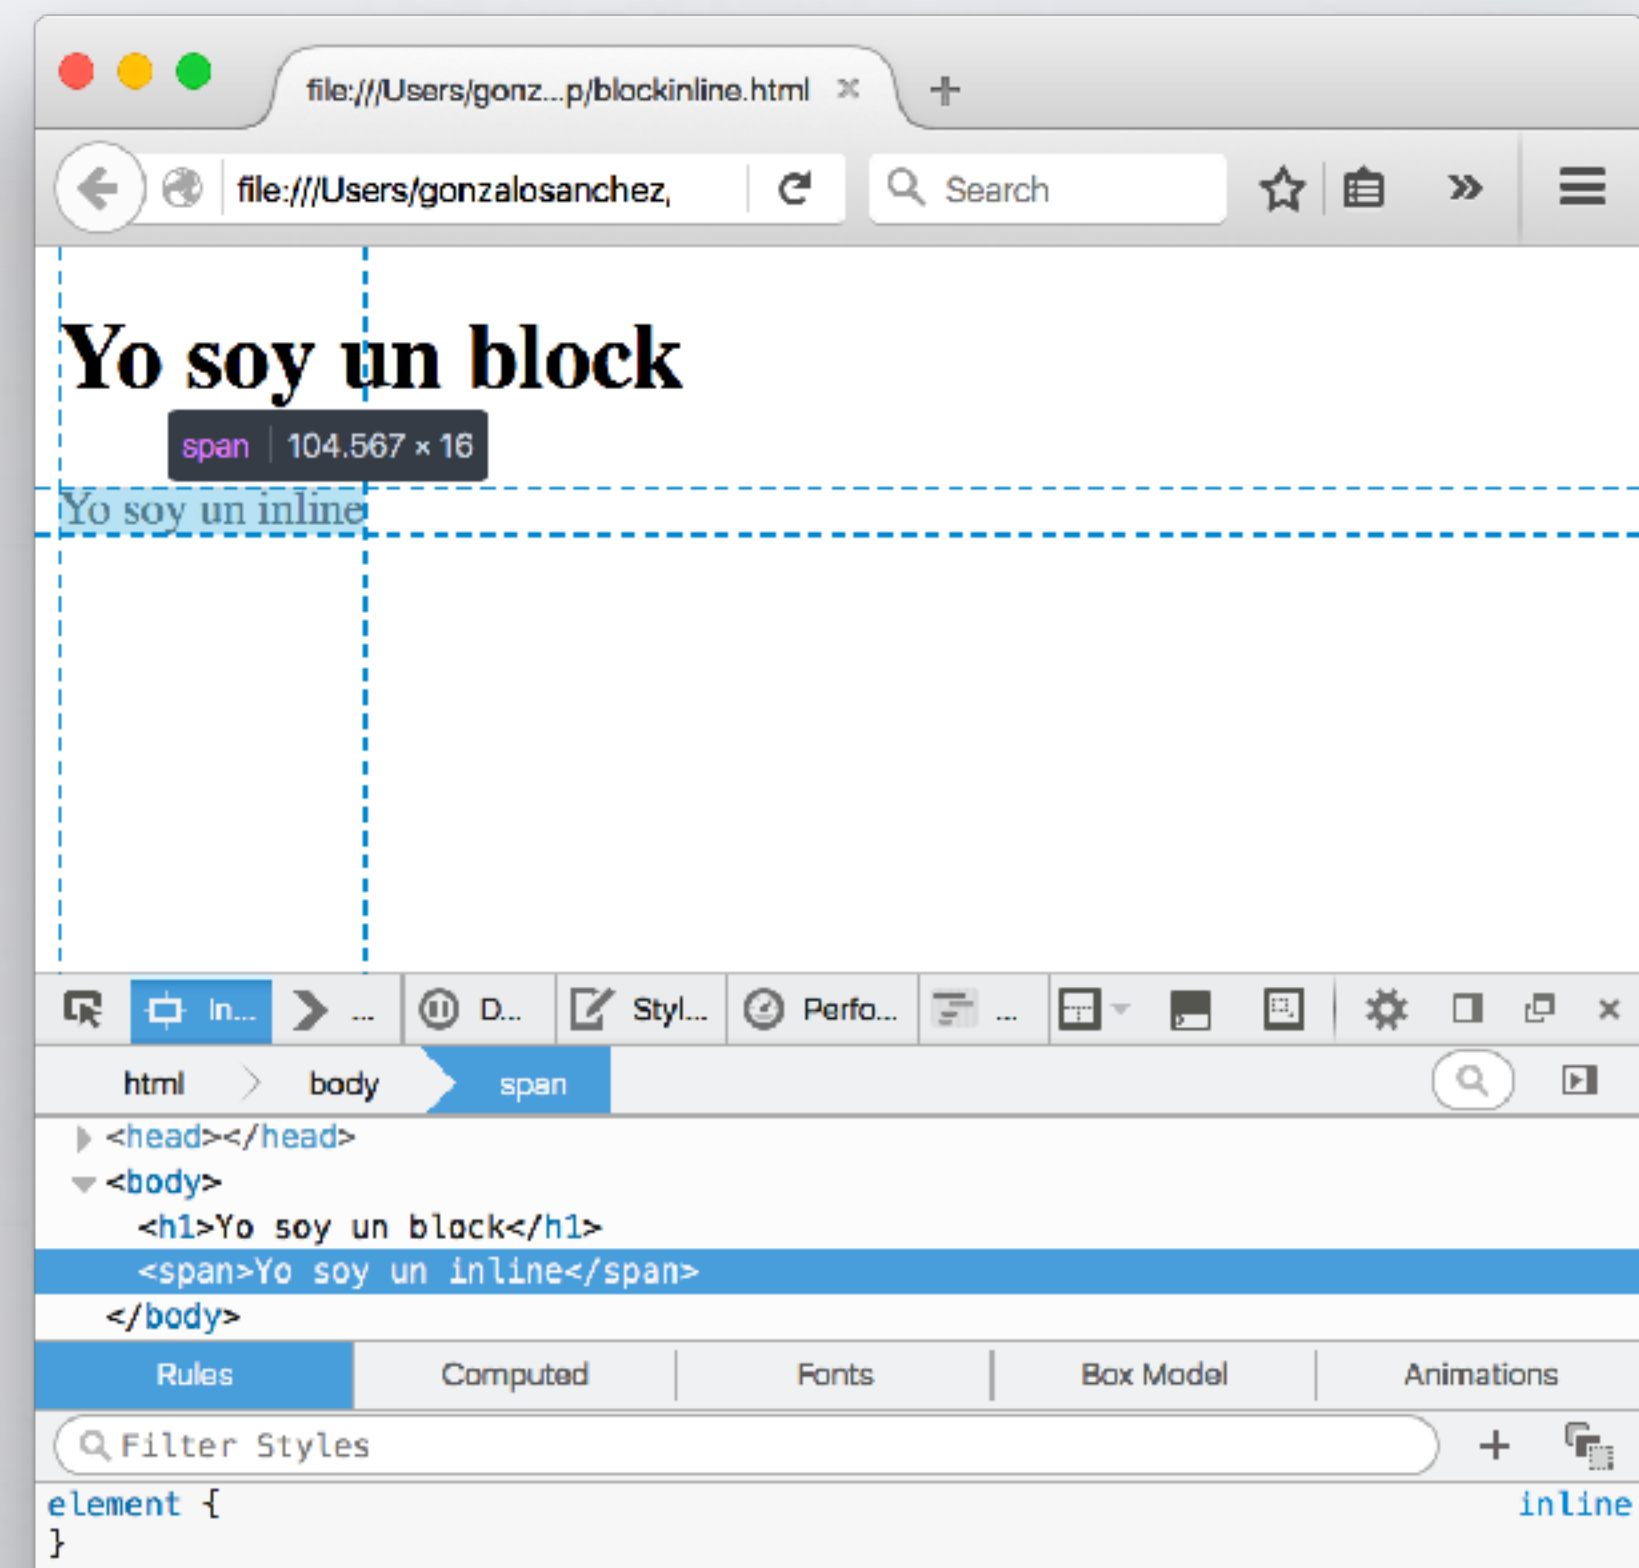 file:///Users/gonz...p/blockinline.html
file:///Users/gonzalosanchez,
Search
Yo soy un block
span 104.567 × 16
Yo soy un inline
In... ... D... Styl... Perfo... ...
html body span
<head></head>
<body>
<h1>Yo soy un block</h1>
<span>Yo soy un inline</span>
</body>
Rules Computed Fonts Box Model Animations
Filter Styles
element { inline
}